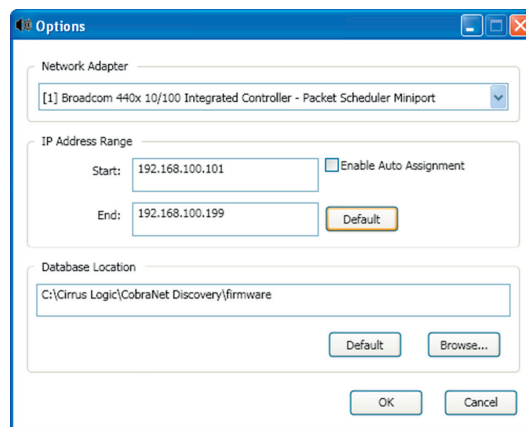 Options
Network Adapter
[1] Broadcom 440x 10/100 Integrated Controller - Packet Scheduler Miniport
IP Address Range
Start: 192.168.100.101 Enable Auto Assignment
End: 192.168.100.199 Default
Database Location
C:\Cirrus Logic\CobraNet Discovery\firmware
Default Browse...
OK Cancel